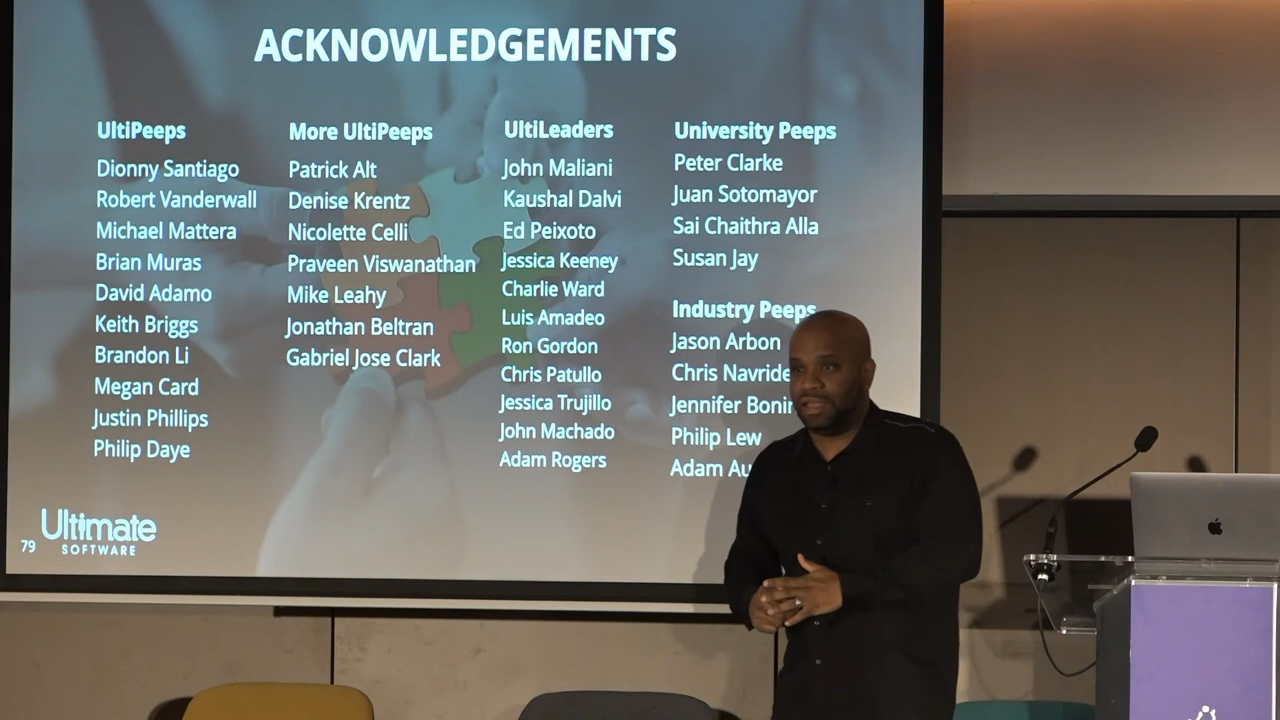 ACKNOWLEDGEMENTS
UltiPeeps
Dionny Santiago
Robert Vanderwall
Michael Mattera
Brian Muras
David Adamo
Keith Briggs
Brandon Li
Megan Card
Justin Phillips
Philip Daye
More UltiPeeps
Patrick Alt
Denise Krentz
Nicolette Celli
Praveen Viswanathan
Mike Leahy
Jonathan Beltran
Gabriel Jose Clark
UltiLeaders
John Maliani
Kaushal Dalvi
Ed Peixoto
Jessica Keeney
Charlie Ward
Luis Amadeo
Ron Gordon
Chris Patullo
Jessica Trujillo
John Machado
Adam Rogers
University Peeps
Peter Clarke
Juan Sotomayor
Sai Chaithra Alla
Susan Jay
Industry Peeps
Jason Arbon
Chris
Jennifer
Philip Lew
Adam
79
Ultimate
SOFTWARE